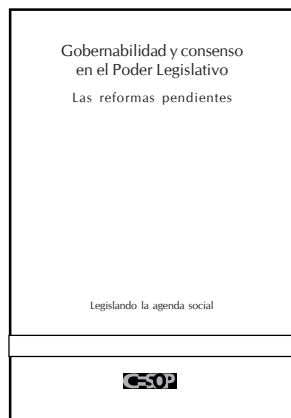 Gobernabilidad y consenso
en el Poder Legislativo
Las reformas pendientes
Legislando la agenda social
CESOP